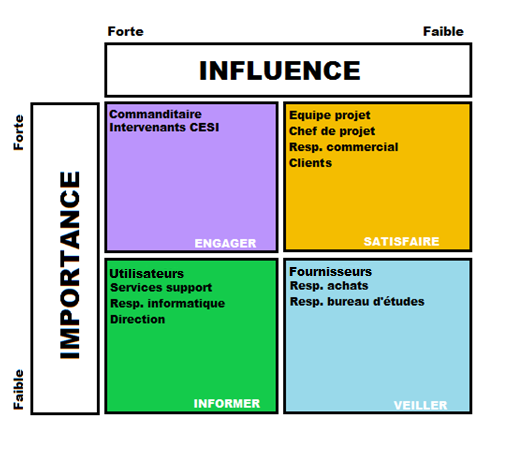 Forte
Faible
INFLUENCE
Forte
IMPORTANCE
Faible
Commanditaire
Intervenants CESI
ENGAGER
Equipe projet
Chef de projet
Resp. commercial
Clients
SATISFAIRE
Utilisateurs
Services support
Resp. informatique
Direction
INFORMER
Fournisseurs
Resp. achats
Resp. bureau d'études
VEILLER